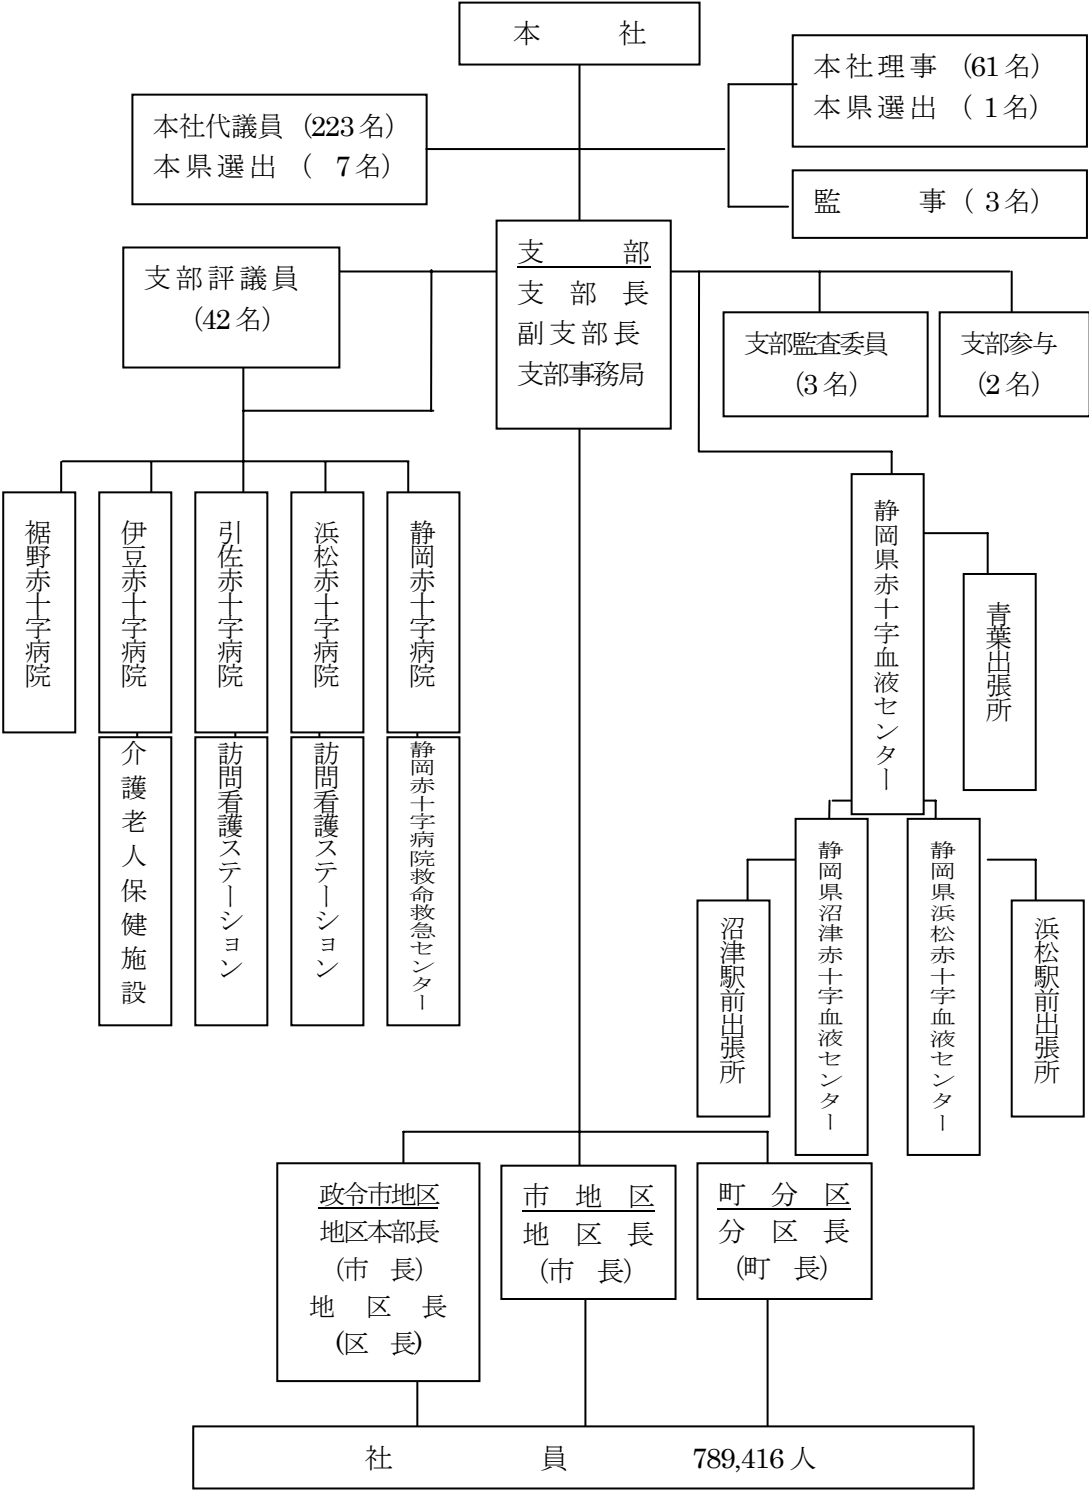 本 社
本社理事 (61名)
本県選出 ( 1名)
本社代議員 (223名)
本県選出 ( 7名)
監 事 ( 3名)
支 部
支 部 長
副支部長
支部事務局
支部評議員
(42名)
支部監査委員
(3名)
支部参与
(2名)
裾野赤十字病院
伊豆赤十字病院
引佐赤十字病院
浜松赤十字病院
静岡赤十字病院
介護老人保健施設
訪問看護ステーション
訪問看護ステーション
静岡赤十字病院救命救急センター
静岡県赤十字血液センター
青葉出張所
沼津駅前出張所
静岡県沼津赤十字血液センター
静岡県浜松赤十字血液センター
浜松駅前出張所
政令市地区
地区本部長
(市 長)
地 区 長
(区 長)
市 地 区
地 区 長
(市 長)
町 分 区
分 区 長
(町 長)
社 員 789,416人